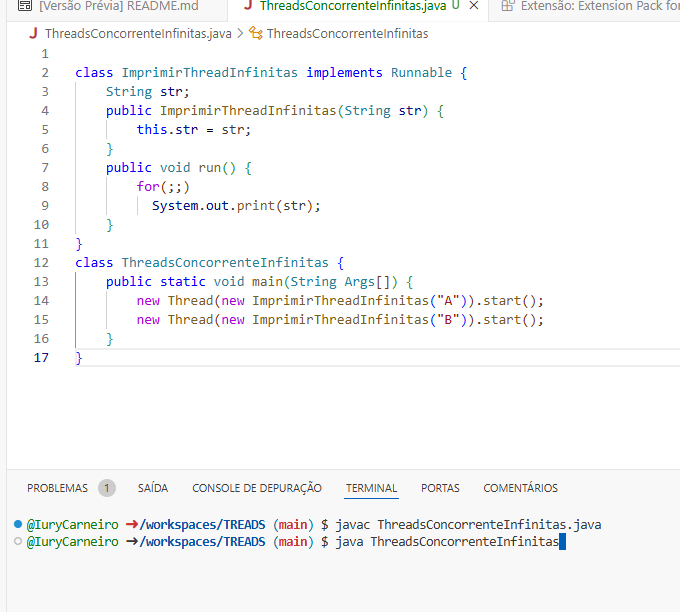 [Versão Prévia] README.md
J ThreadsConcorrenteInfinitas.java U ×
Extensão: Extension Pack for
J ThreadsConcorrenteInfinitas.java > ThreadsConcorrenteInfinitas
1
2 class ImprimirThreadInfinitas implements Runnable {
3 String str;
4 public ImprimirThreadInfinitas(String str) {
5 this.str = str;
6 }
7 public void run() {
8 for(;;)
9 System.out.print(str);
10 }
11 }
12 class ThreadsConcorrenteInfinitas {
13 public static void main(String Args[]) {
14 new Thread(new ImprimirThreadInfinitas("A")).start();
15 new Thread(new ImprimirThreadInfinitas("B")).start();
16 }
17 }
PROBLEMAS 1 SAÍDA CONSOLE DE DEPURAÇÃO TERMINAL PORTAS COMENTÁRIOS
@IuryCarneiro →/workspaces/TREADS (main) $ javac ThreadsConcorrenteInfinitas.java
@IuryCarneiro →/workspaces/TREADS (main) $ java ThreadsConcorrenteInfinitas